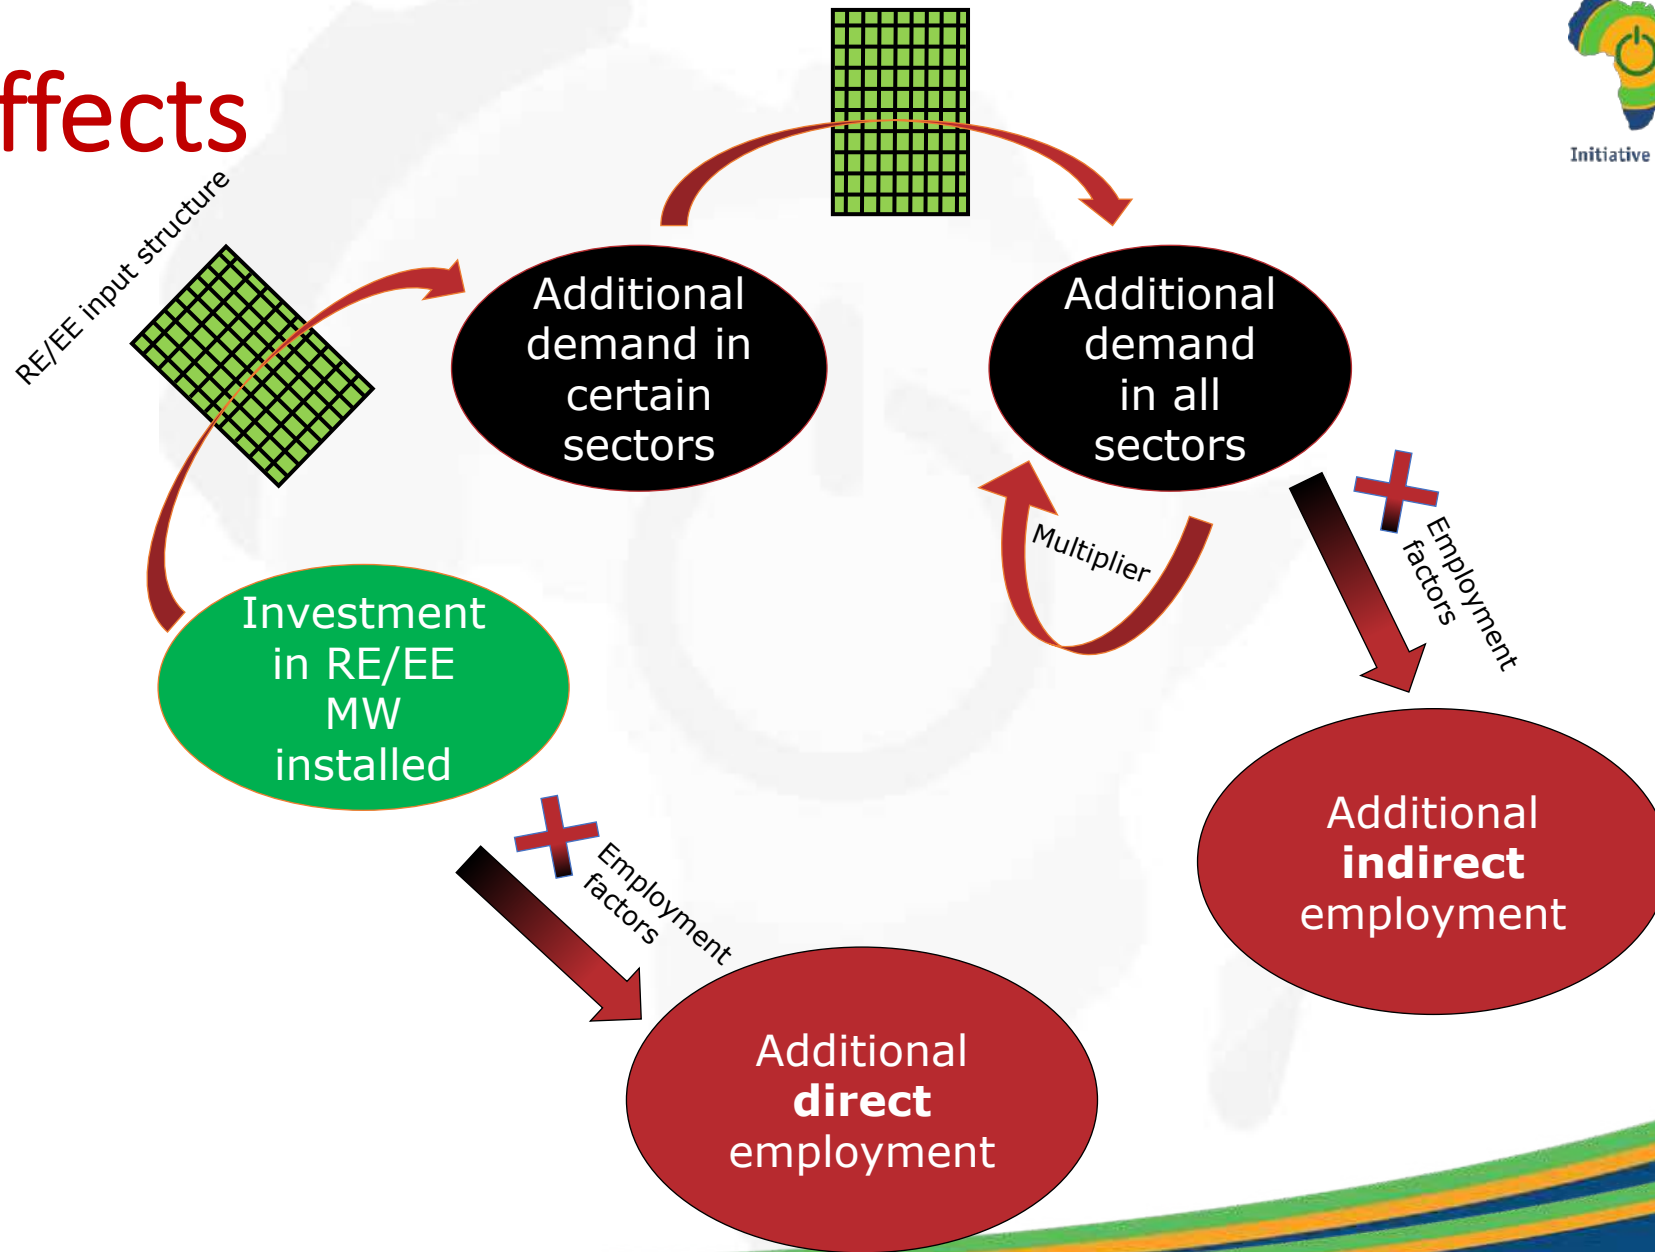 ffects
Initiative
RE/EE input structure
Additional
demand in
certain
sectors
Additional
demand
in all
sectors
Multiplier
Employment
factors
Investment
in RE/EE
MW
installed
Employment
factors
Additional
indirect
employment
Additional
direct
employment